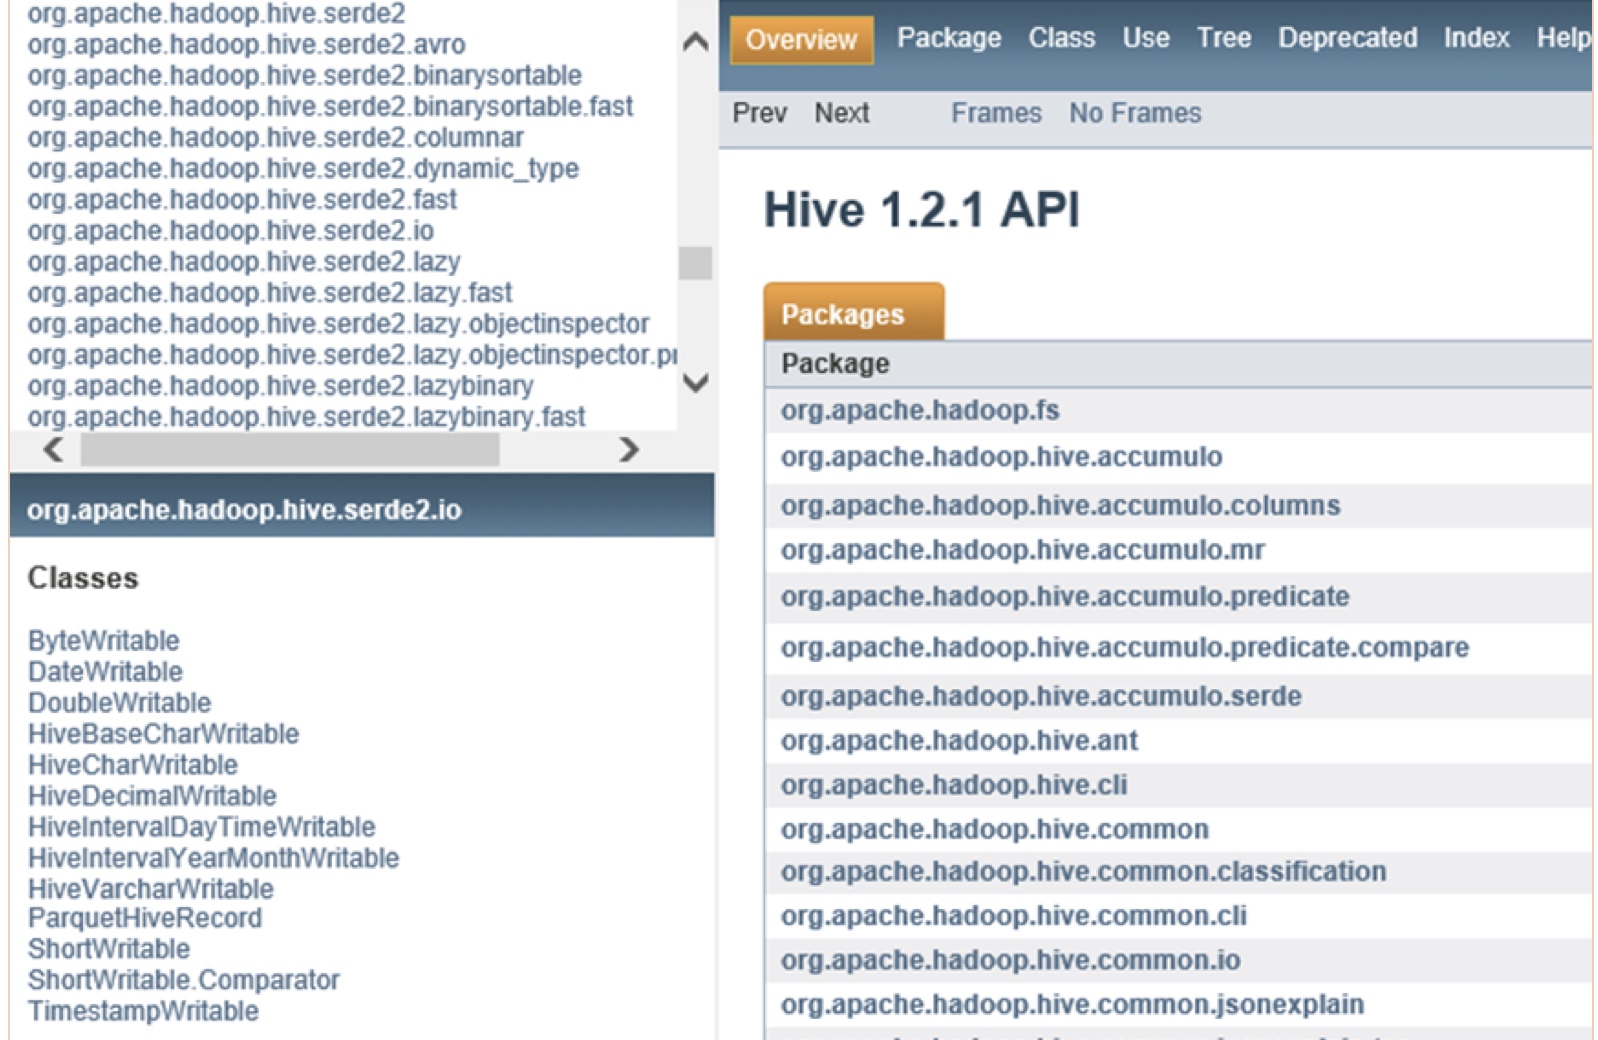 org.apache.hadoop.hive.serde2
org.apache.hadoop.hive.serde2.avro
org.apache.hadoop.hive.serde2.binarysortable
org.apache.hadoop.hive.serde2.binarysortable.fast
org.apache.hadoop.hive.serde2.columnar
org.apache.hadoop.hive.serde2.dynamic_type
org.apache.hadoop.hive.serde2.fast
org.apache.hadoop.hive.serde2.io
org.apache.hadoop.hive.serde2.lazy
org.apache.hadoop.hive.serde2.lazy.fast
org.apache.hadoop.hive.serde2.lazy.objectinspector
org.apache.hadoop.hive.serde2.lazy.objectinspector.pr
org.apache.hadoop.hive.serde2.lazybinary
org.apache.hadoop.hive.serde2.lazybinary.fast
org.apache.hadoop.hive.serde2.io
Classes
ByteWritable
DateWritable
DoubleWritable
HiveBaseCharWritable
HiveCharWritable
HiveDecimalWritable
HiveIntervalDayTimeWritable
HiveIntervalYearMonthWritable
HiveVarcharWritable
ParquetHiveRecord
ShortWritable
ShortWritable.Comparator
TimestampWritable
Overview Package Class Use Tree Deprecated Index Help
Prev Next Frames No Frames
Hive 1.2.1 API
Packages
Package
org.apache.hadoop.fs
org.apache.hadoop.hive.accumulo
org.apache.hadoop.hive.accumulo.columns
org.apache.hadoop.hive.accumulo.mr
org.apache.hadoop.hive.accumulo.predicate
org.apache.hadoop.hive.accumulo.predicate.compare
org.apache.hadoop.hive.accumulo.serde
org.apache.hadoop.hive.ant
org.apache.hadoop.hive.cli
org.apache.hadoop.hive.common
org.apache.hadoop.hive.common.classification
org.apache.hadoop.hive.common.cli
org.apache.hadoop.hive.common.io
org.apache.hadoop.hive.common.jsonexplain